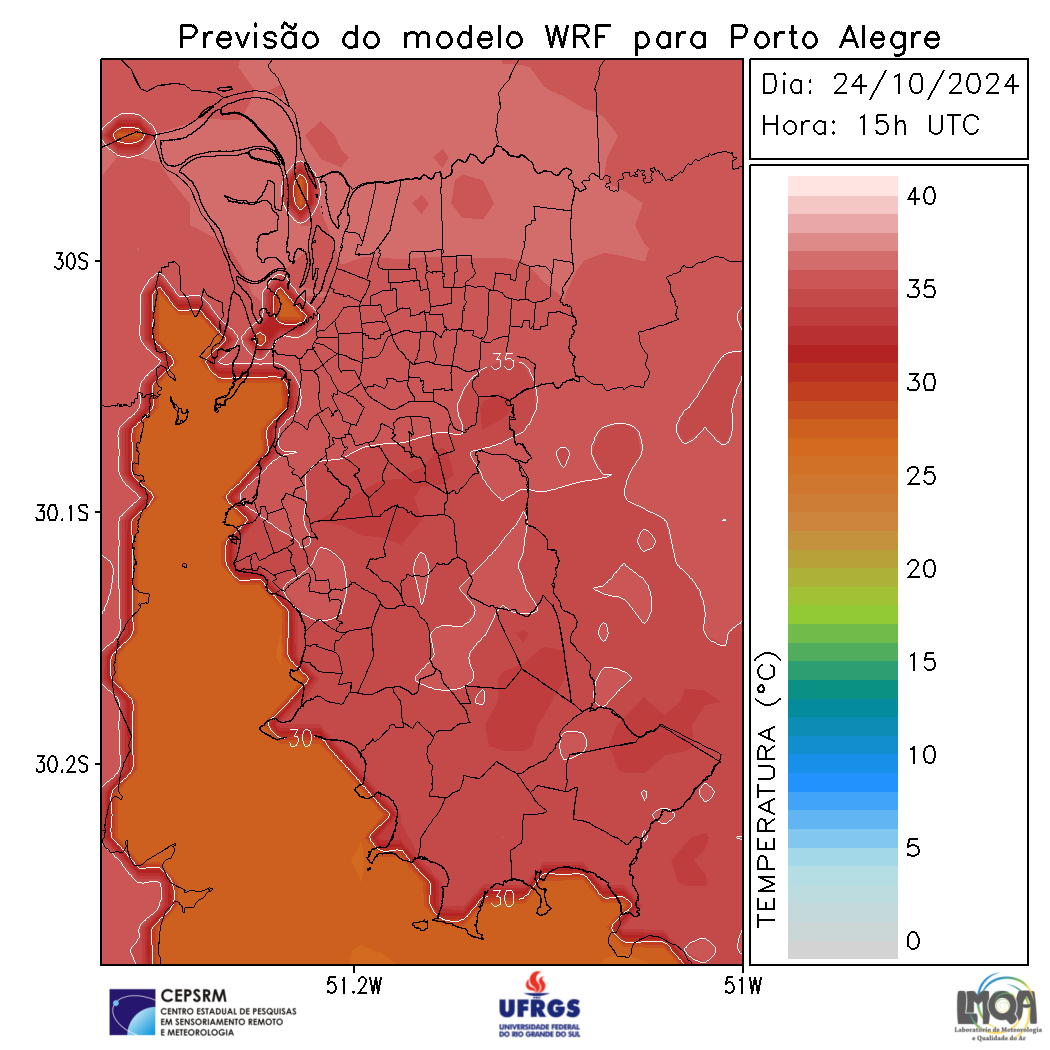 Previsão do modelo WRF para Porto Alegre
Dia: 24/10/2024
Hora: 15h UTC
40
35
30
25
20
15
10
5
0
TEMPERATURA (°C)
30S
30.1S
30.2S
51.2W
51W
35
30
30
CEPSRM
CENTRO ESTADUAL DE PESQUISAS
EM SENSORIAMENTO REMOTO
E METEOROLOGIA
UFRGS
UNIVERSIDADE FEDERAL
DO RIO GRANDE DO SUL
LMQA
Laboratório de Meteorologia
e Qualidade do Ar